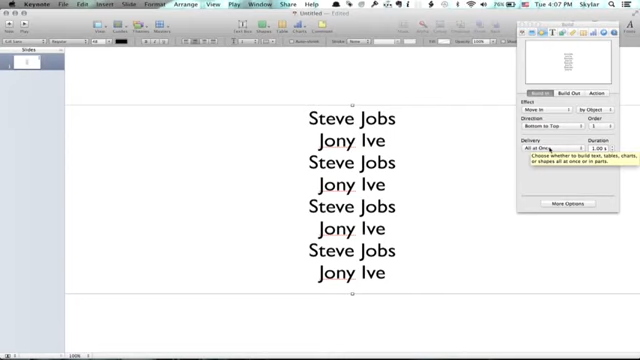 Keynote File Edit Insert Slide Format Arrange View Play Window Share Help
76% Tue 4:07 PM Skylar
Untitled — Edited
Slides
1
Build
Build In Build Out Action
Effect
Move In by Object
Direction Order
Bottom to Top 1
Delivery Duration
All at Once 1.00 s
Choose whether to build text, tables, charts,
or shapes all at once or in parts.
More Options
Steve Jobs
Jony Ive
Steve Jobs
Jony Ive
Steve Jobs
Jony Ive
Steve Jobs
Jony Ive
100%